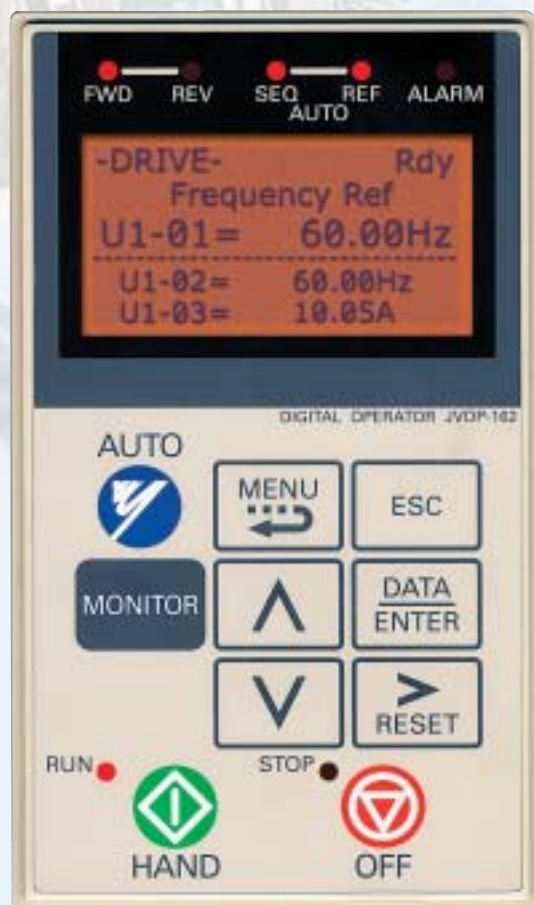 FWD REV SEQ REF ALARM
AUTO
-DRIVE- Rdy
Frequency Ref
U1-01= 60.00Hz
U1-02= 60.00Hz
U1-03= 10.05A
DIGITAL OPERATOR JVOP-162
AUTO
MENU
ESC
MONITOR
DATA
ENTER
RESET
RUN
STOP
HAND
OFF